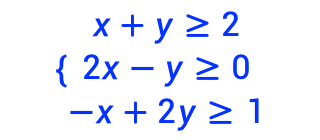 x + y ≥ 2
{ 2x − y ≥ 0
−x + 2y ≥ 1